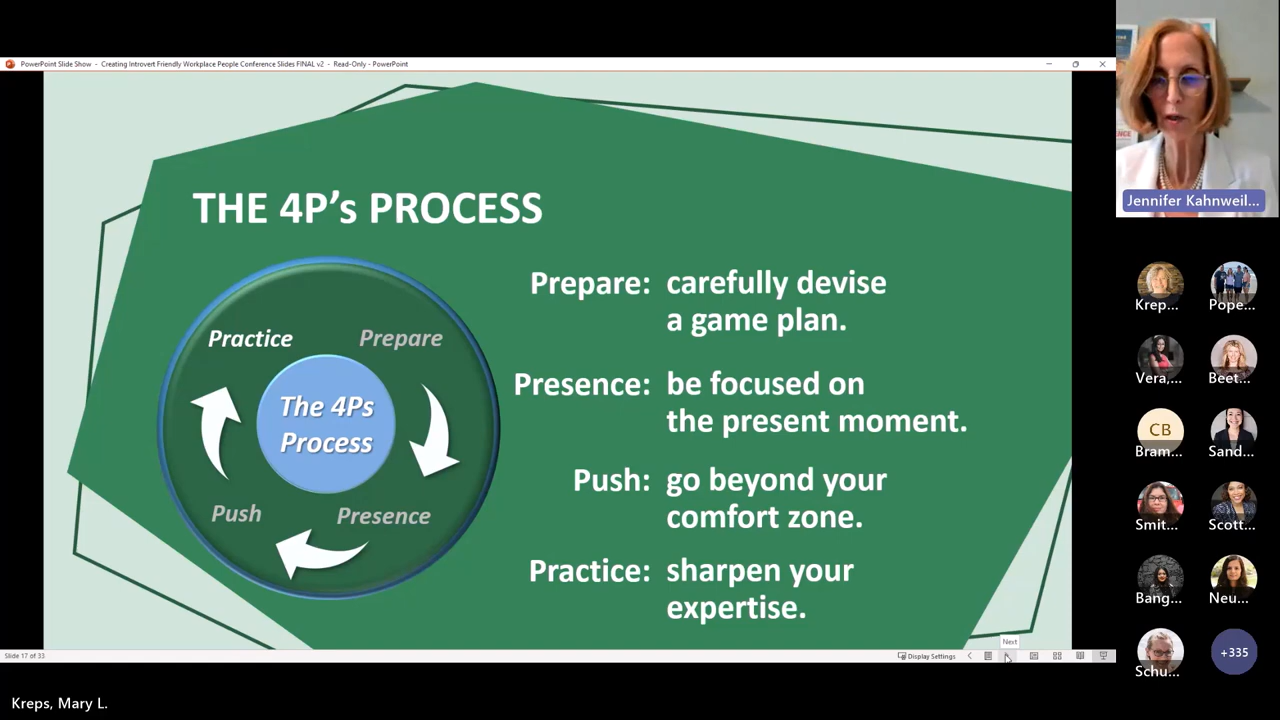 PowerPoint Slide Show - Creating Introvert Friendly Workplace People Conference Slides FINAL v2 - Read-Only - PowerPoint
THE 4P's PROCESS
Practice
Prepare
The 4Ps
Process
Push
Presence
Prepare: carefully devise
a game plan.
Presence: be focused on
the present moment.
Push: go beyond your
comfort zone.
Practice: sharpen your
expertise.
Next
Slide 17 of 33
Display Settings
Jennifer Kahnweil...
Krep...
Pope...
Vera,...
Beet...
CB
Bram...
Sand...
Smit...
Scott...
Bang...
Neu...
Schu...
+335
Kreps, Mary L.